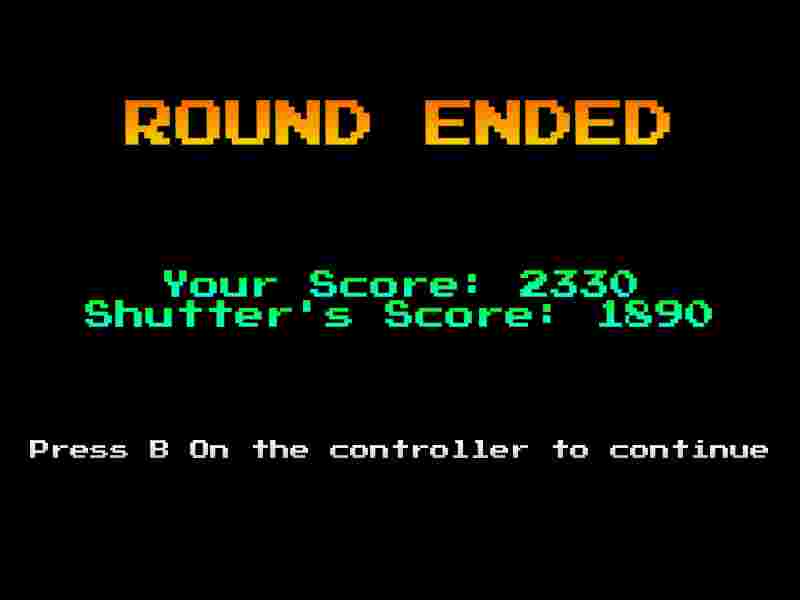 ROUND ENDED
Your Score: 2330
Shutter's Score: 1890
Press B On the controller to continue